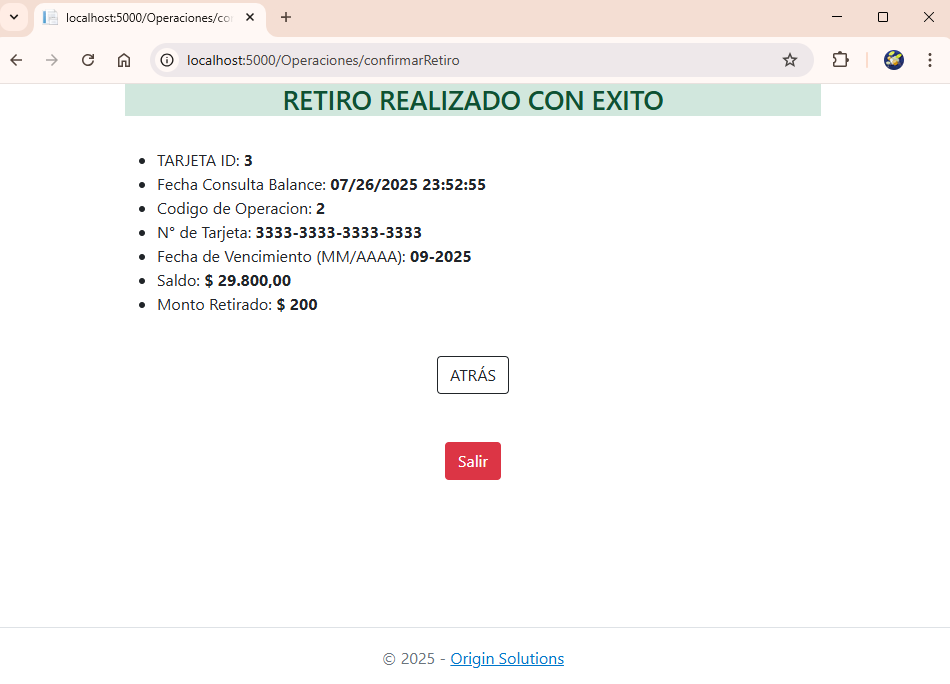 localhost:5000/Operaciones/co
localhost:5000/Operaciones/confirmarRetiro
RETIRO REALIZADO CON EXITO
TARJETA ID: 3
Fecha Consulta Balance: 07/26/2025 23:52:55
Codigo de Operacion: 2
N° de Tarjeta: 3333-3333-3333-3333
Fecha de Vencimiento (MM/AAAA): 09-2025
Saldo: $ 29.800,00
Monto Retirado: $ 200
ATRÁS
Salir
© 2025 - Origin Solutions